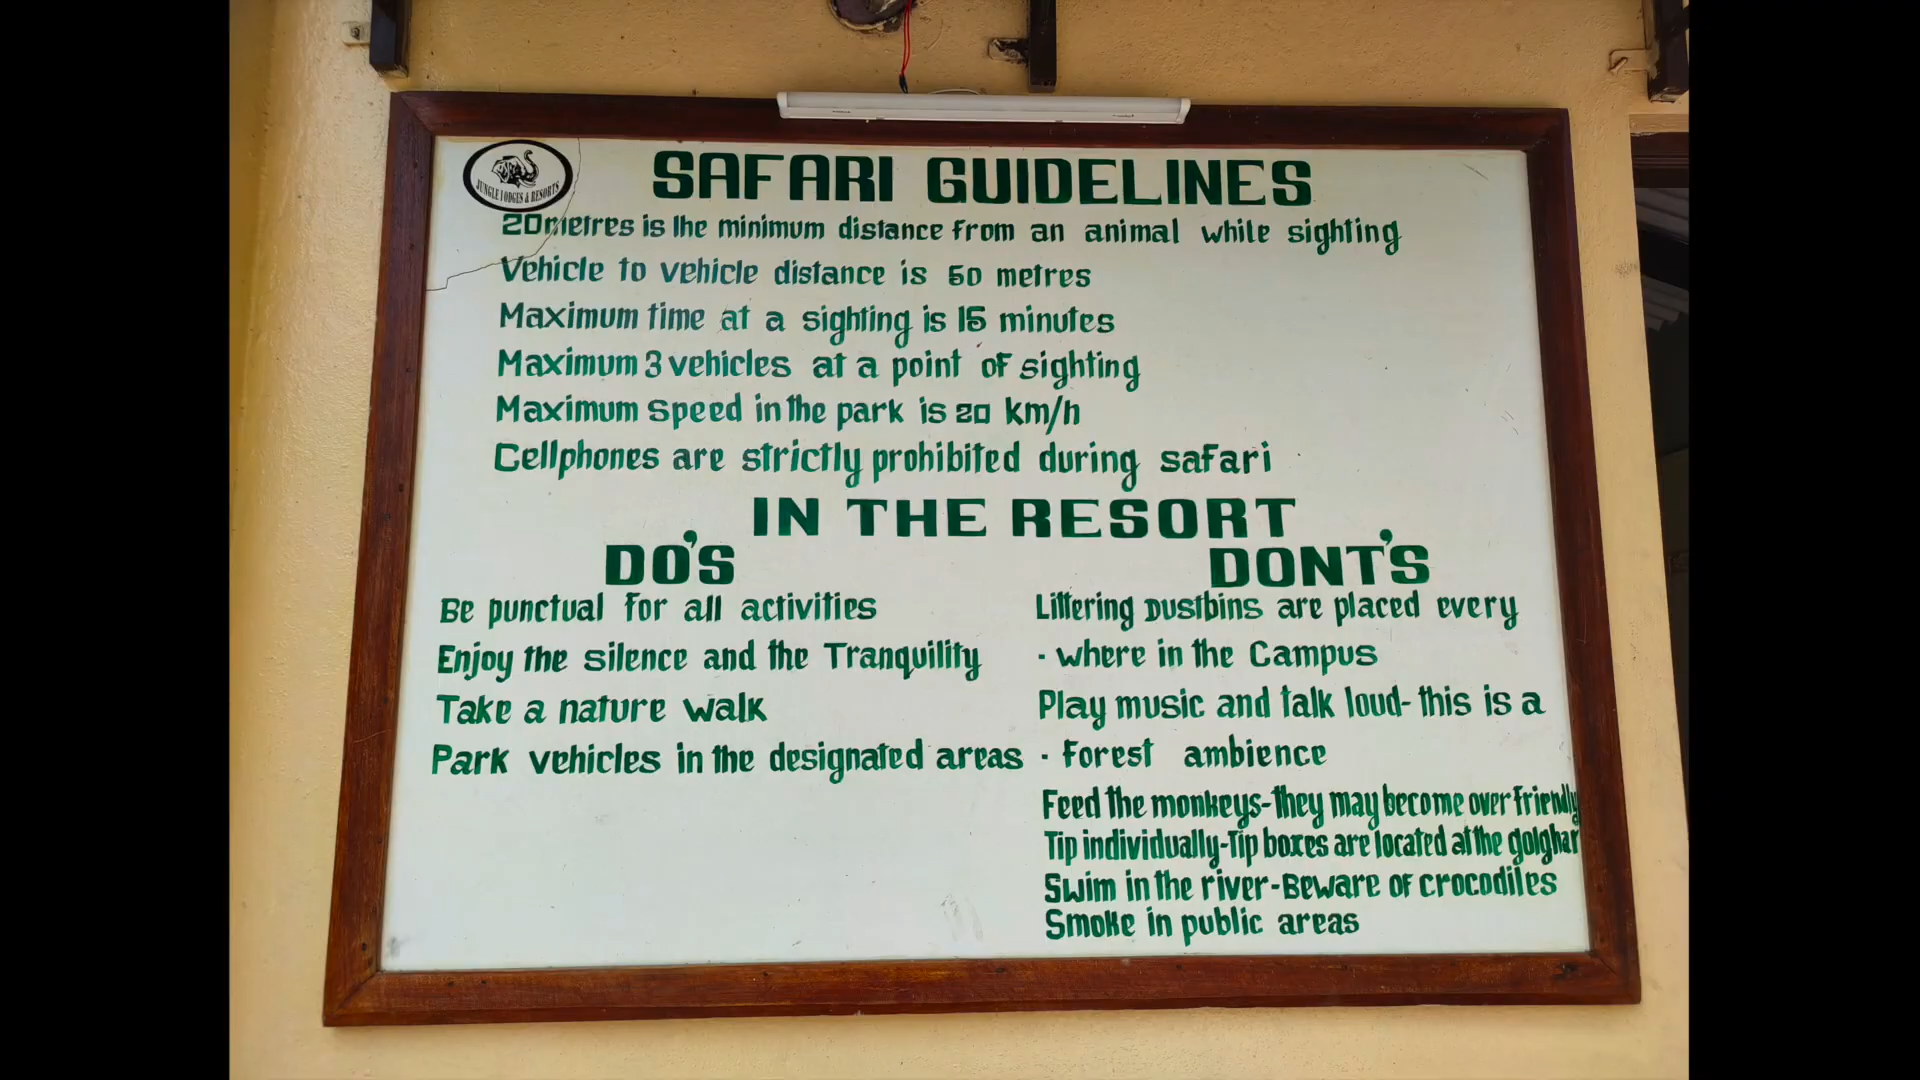 JUNGLE LODGES & RESORTS
SAFARI GUIDELINES
20metres is the minimum distance from an animal while sighting
Vehicle to vehicle distance is 50 metres
Maximum time at a sighting is 15 minutes
Maximum 3 vehicles at a point of sighting
Maximum speed in the park is 20 km/h
Cellphones are strictly prohibited during safari
IN THE RESORT
DO'S
Be punctual for all activities
Enjoy the silence and the Tranquility
Take a nature walk
Park vehicles in the designated areas
DONT'S
Littering Dustbins are placed every
- where in the Campus
Play music and talk loud- this is a
- Forest ambience
Feed the monkeys-they may become over friendly
Tip individually-Tip boxes are located at the golghar
Swim in the river-Beware of crocodiles
Smoke in public areas